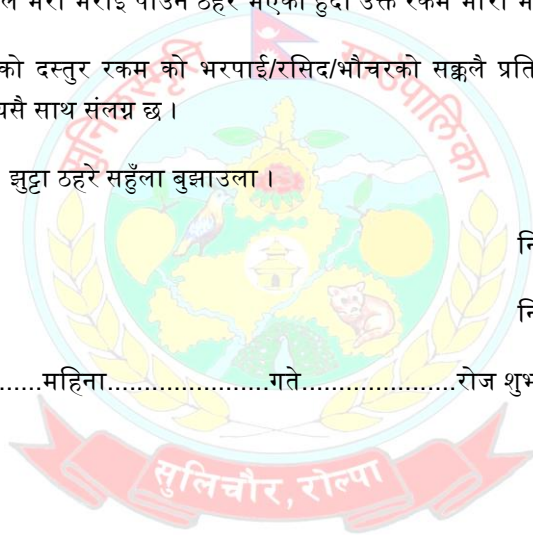 भराई पाउन ठहर भएको हुँदा उक्त रकम
को दस्तुर रकम को भरपाई/रसिद/भौचरको सक्कलै प्रति
साथ संलग्न छ ।
झुट्टा ठहरे सहुँला बुझाउला ।
नि
नि
......महिना......................गते.....................रोज शुभ
सुनिल स्मृति गाउँपालिका
सुलिचौर, रोल्पा